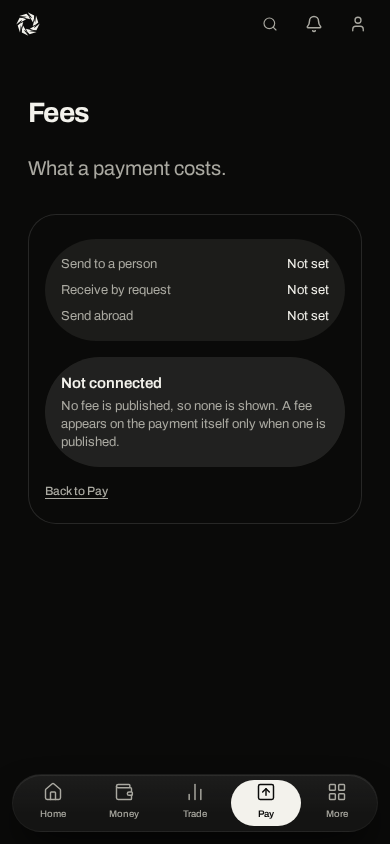 Fees
What a payment costs.
Send to a person Not set
Receive by request Not set
Send abroad Not set
Not connected
No fee is published, so none is shown. A fee
appears on the payment itself only when one is
published.
Back to Pay
Home Money Trade Pay More